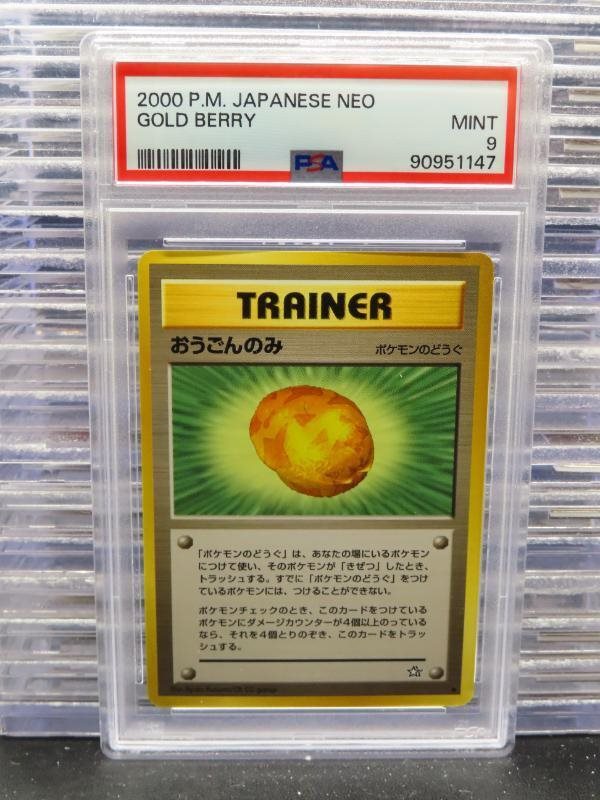 2000 P.M. JAPANESE NEO
GOLD BERRY
MINT
9
PSA
90951147
TRAINER
おうごんのみ
ポケモンのどうぐ
「ポケモンのどうぐ」は、あなたの場にいるポケモン
につけて使い、そのポケモンが「きぜつ」したとき、
トラッシュする。すでに「ポケモンのどうぐ」をつけ
ているポケモンには、つけることができない。
ポケモンチェックのとき、このカードをつけている
ポケモンにダメージカウンターが4個以上のっている
なら、それを4個とりのぞき、このカードをトラッ
シュする。